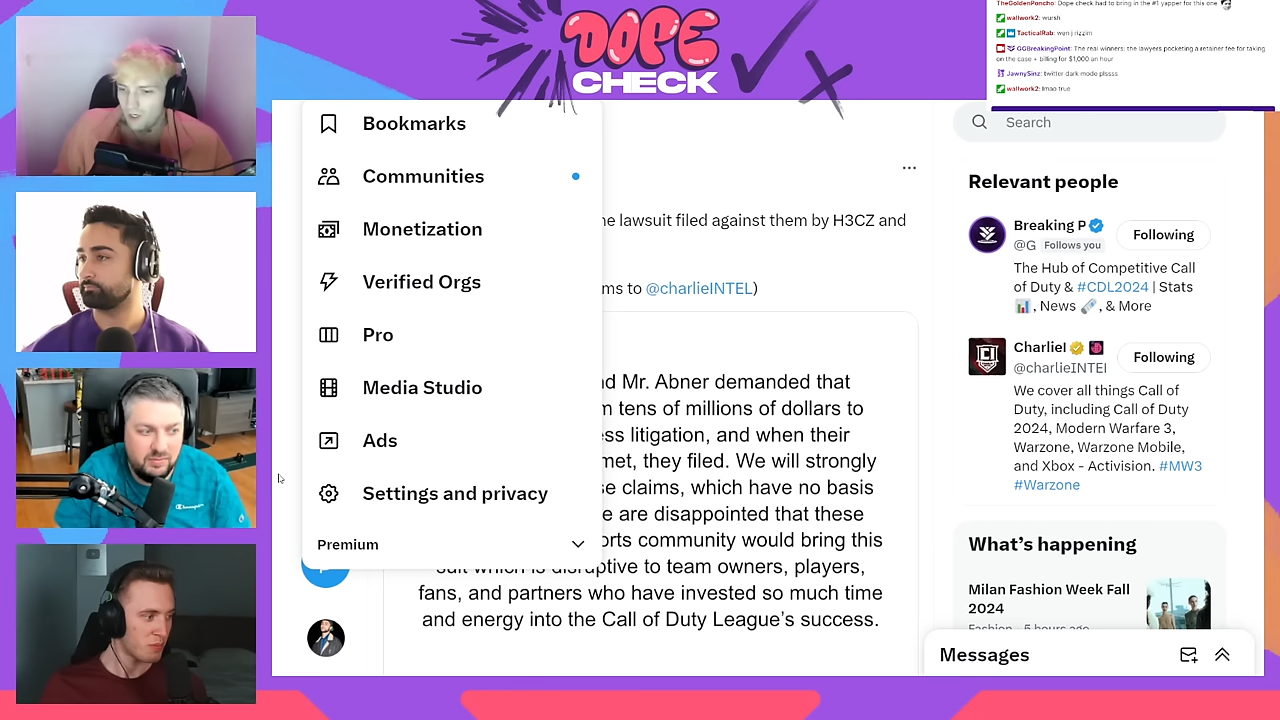 DOPE
CHECK
TheGoldenPoncho: Dope check had to bring in the #1 yapper for this one
wallwork2: wursh
TacticalRab: wen j rizzim
GGBreakingPoint: The real winners: the lawyers pocketing a retainer fee for taking
on the case + billing for $1,000 an hour
JawnySinz: twitter dark mode plssss
wallwork2: lmao true
Bookmarks
Communities
Monetization
Verified Orgs
Pro
Media Studio
Ads
Settings and privacy
Premium
he lawsuit filed against them by H3CZ and
ms to @charlieINTEL)
nd Mr. Abner demanded that
m tens of millions of dollars to
ss litigation, and when their
met, they filed. We will strongly
se claims, which have no basis
e are disappointed that these
orts community would bring this
suit which is disruptive to team owners, players,
fans, and partners who have invested so much time
and energy into the Call of Duty League's success.
Search
Relevant people
Breaking P
@G Follows you
Following
The Hub of Competitive Call
of Duty & #CDL2024 | Stats
, News , & More
CharlieI
@charlieINTEl
Following
We cover all things Call of
Duty, including Call of Duty
2024, Modern Warfare 3,
Warzone, Warzone Mobile,
and Xbox - Activision. #MW3
#Warzone
What's happening
Milan Fashion Week Fall
2024
Fashion · 5 hours ago
Messages